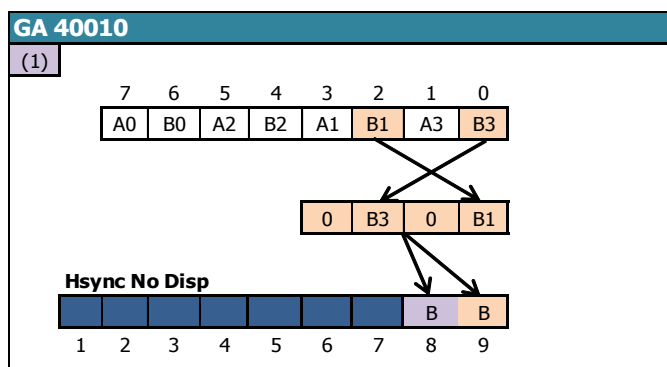 GA 40010
(1)
7 6 5 4 3 2 1 0
A0 B0 A2 B2 A1 B1 A3 B3
0 B3 0 B1
Hsync No Disp
B B
1 2 3 4 5 6 7 8 9